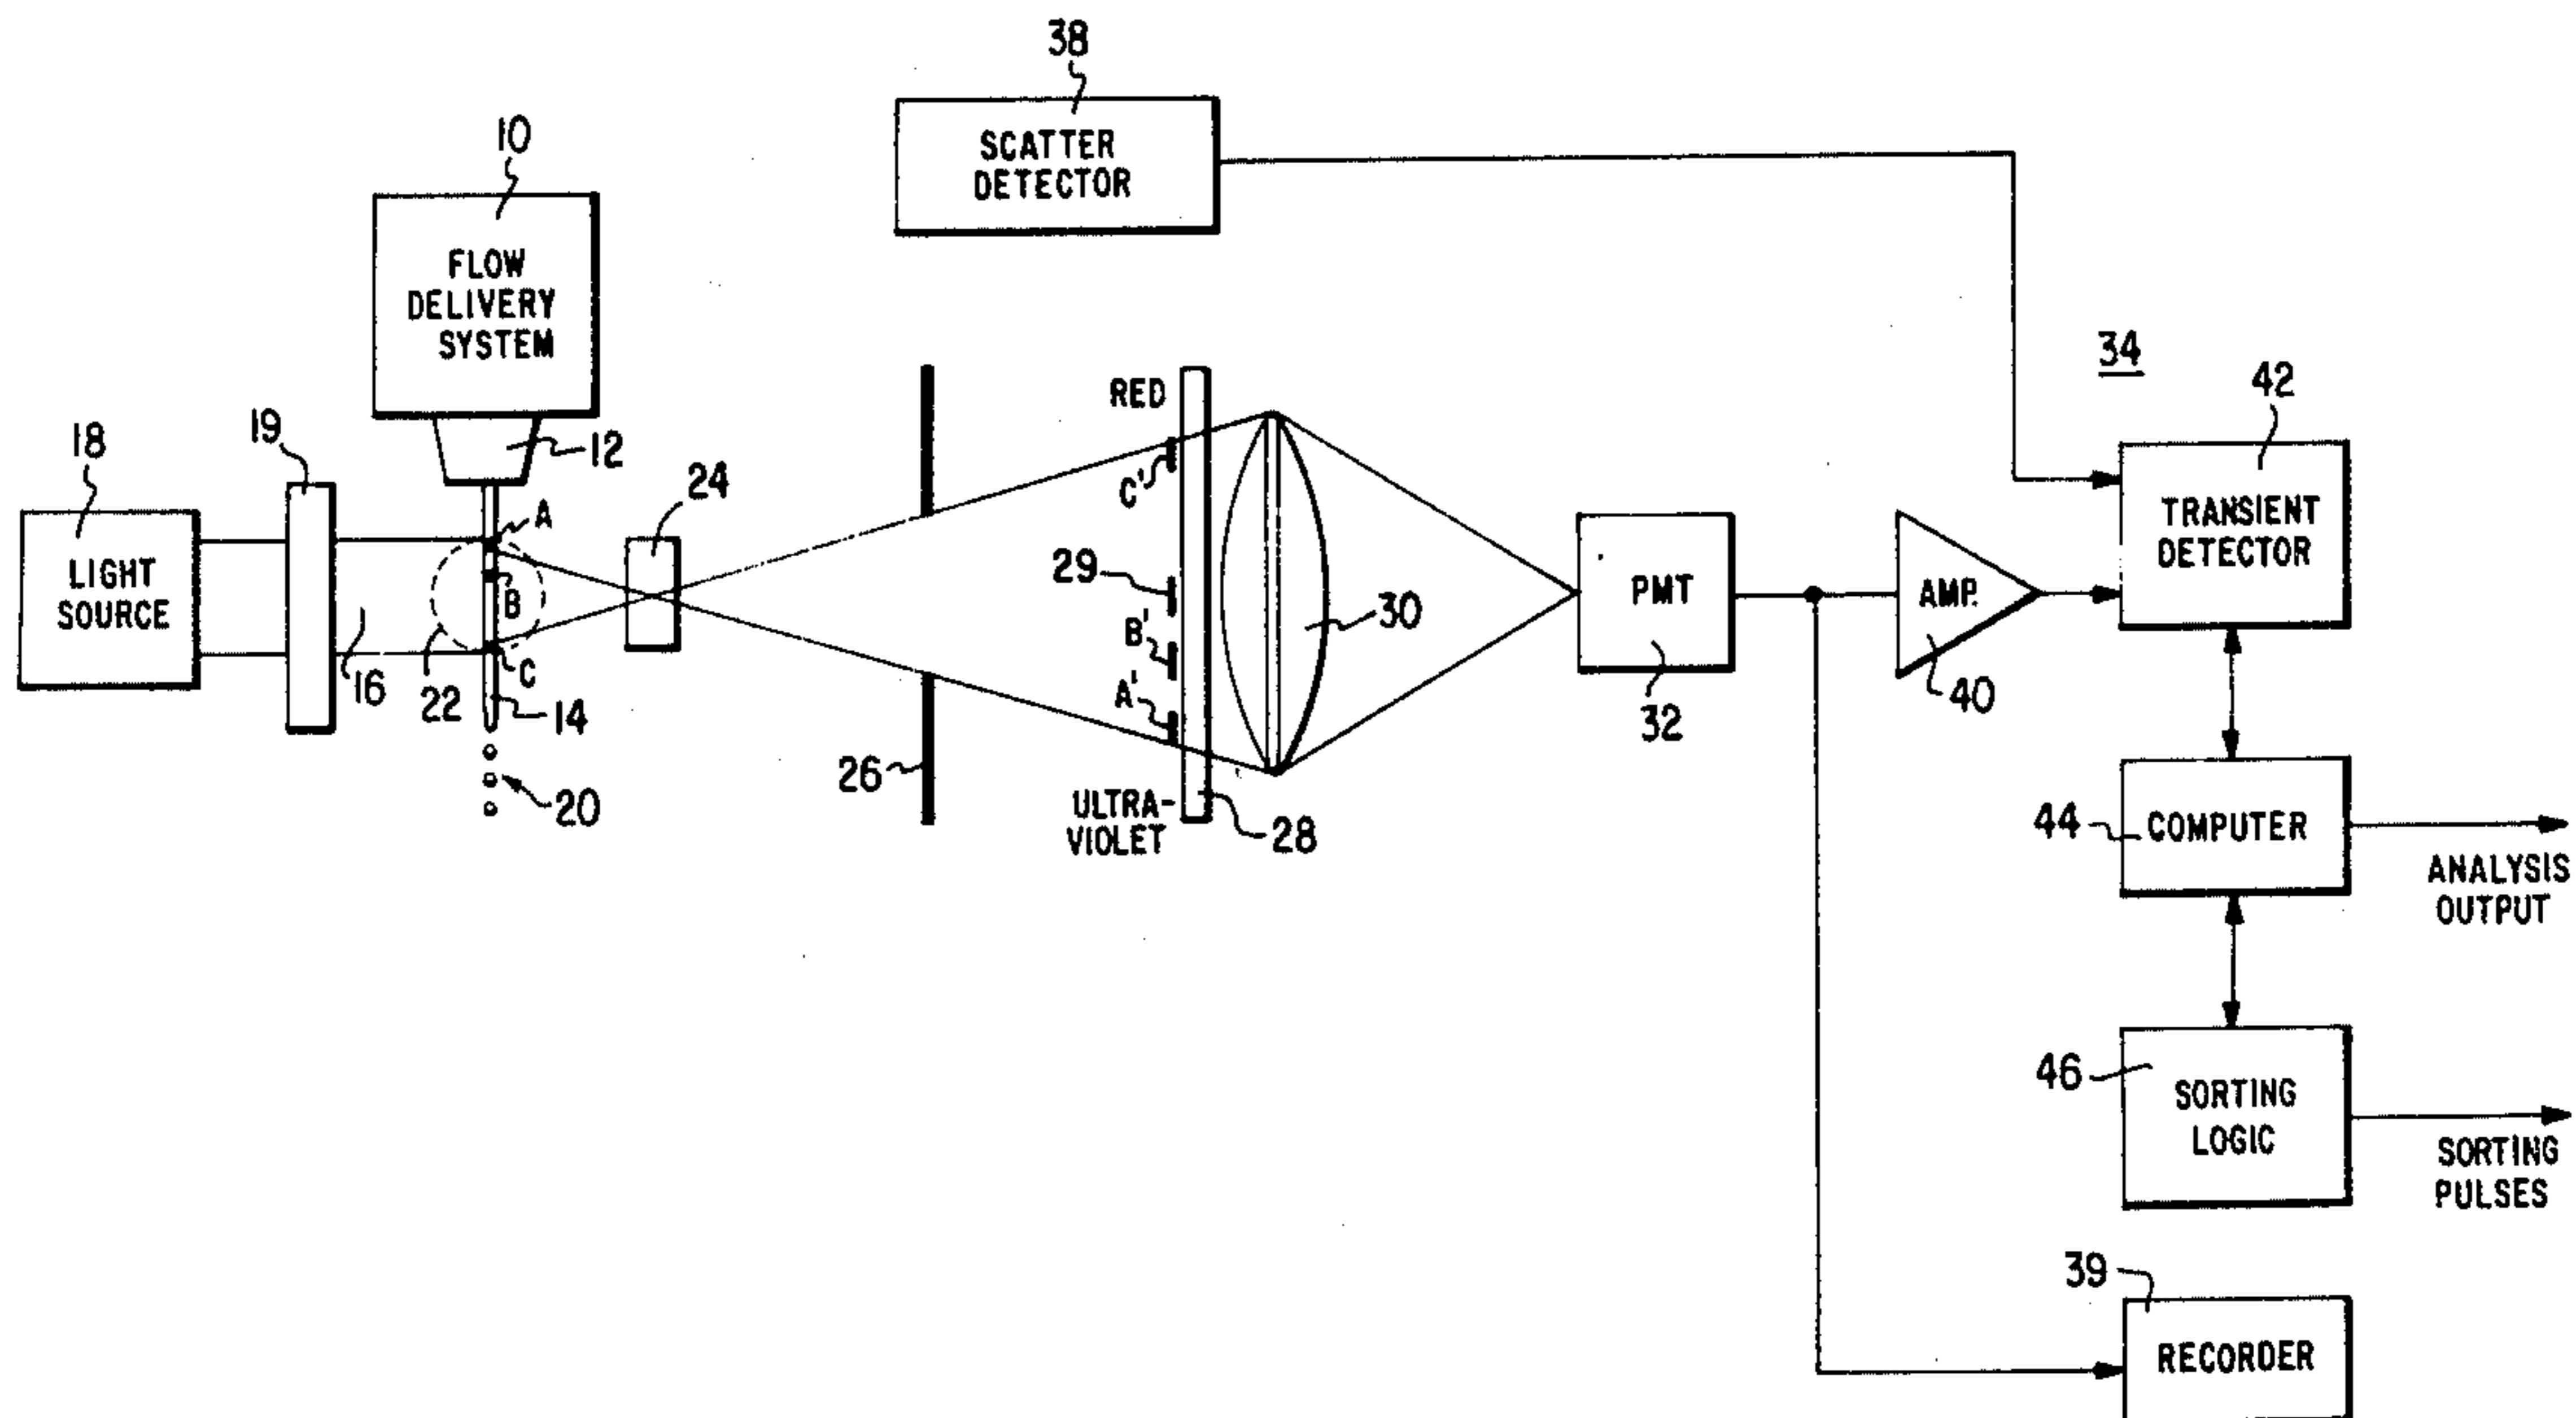 38
SCATTER
DETECTOR
10
FLOW
DELIVERY
SYSTEM
12
18
LIGHT
SOURCE
19
16
A
B
C
22
14
20
24
26
RED
C'
29
B'
A'
ULTRA-
VIOLET
28
30
PMT
32
AMP.
40
34
42
TRANSIENT
DETECTOR
44
COMPUTER
ANALYSIS
OUTPUT
46
SORTING
LOGIC
SORTING
PULSES
39
RECORDER